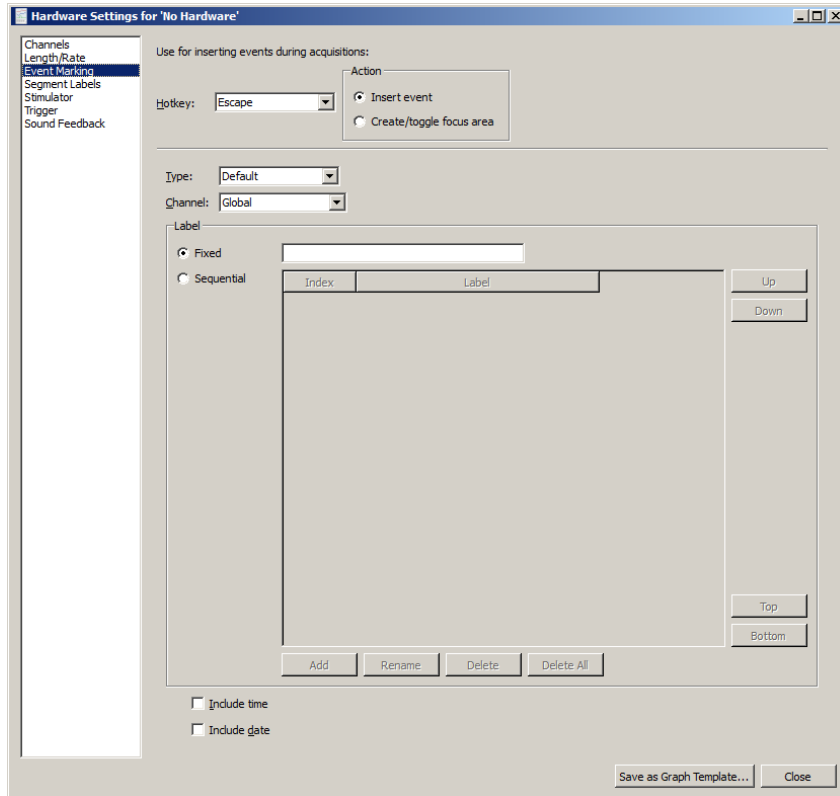 Hardware Settings for 'No Hardware'
Channels
Length/Rate
Event Marking
Segment Labels
Stimulator
Trigger
Sound Feedback
Use for inserting events during acquisitions:
Hotkey: Escape
Action
Insert event
Create/toggle focus area
Type: Default
Channel: Global
Label
Fixed
Sequential
Index Label
Up
Down
Top
Bottom
Add Rename Delete Delete All
Include time
Include date
Save as Graph Template... Close